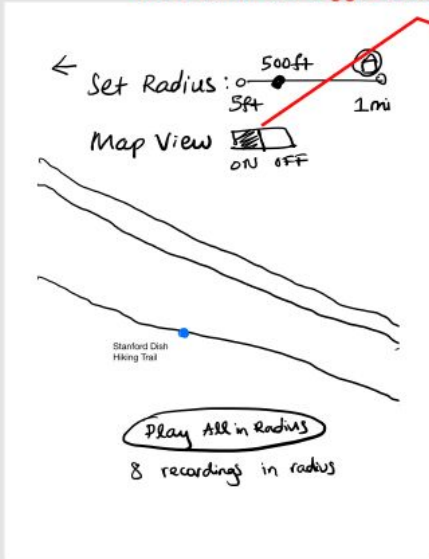 ← Set Radius: 500ft
5ft 1mi
Map View
ON OFF
Stanford Dish
Hiking Trail
Play All in Radius
8 recordings in radius